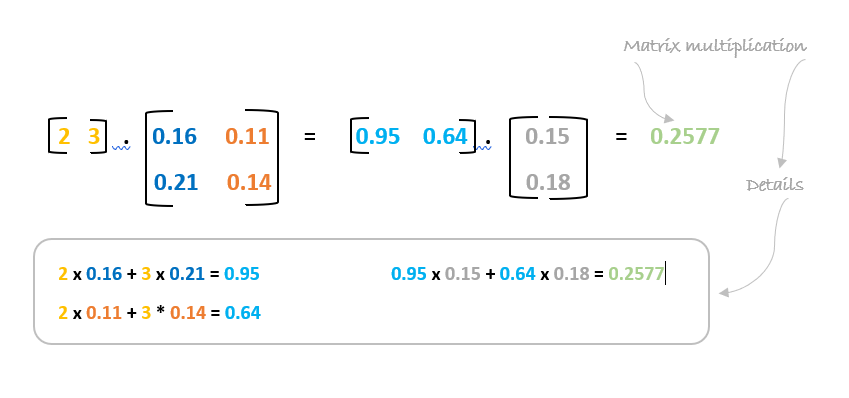 Matrix multiplication
2 3 . 0.16 0.11 = 0.95 0.64 . 0.15 = 0.2577
0.21 0.14 0.18
Details
2 x 0.16 + 3 x 0.21 = 0.95
0.95 x 0.15 + 0.64 x 0.18 = 0.2577
2 x 0.11 + 3 * 0.14 = 0.64